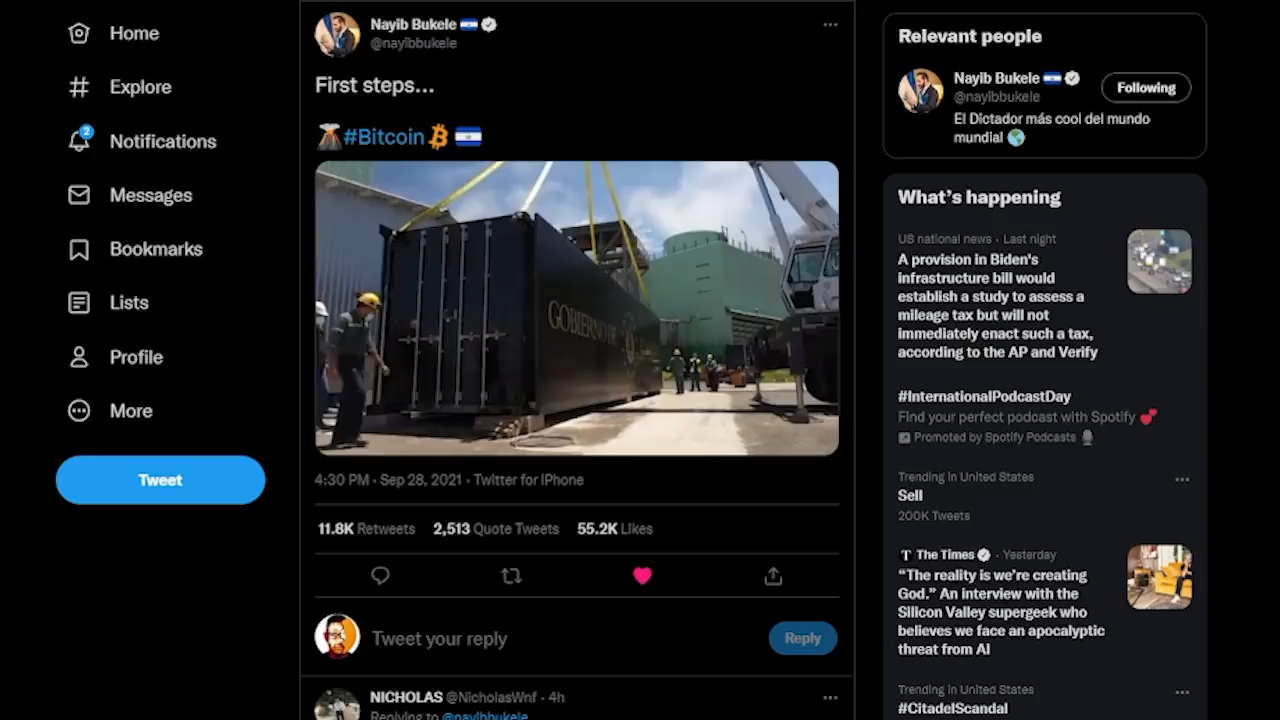 Home
Explore
2
Notifications
Messages
Bookmarks
Lists
Profile
More
Tweet
Nayib Bukele
@nayibbukele
First steps...
#Bitcoin
GOBIERNO DE
4:30 PM · Sep 28, 2021 · Twitter for iPhone
11.8K Retweets 2,513 Quote Tweets 55.2K Likes
Tweet your reply
Reply
NICHOLAS @NicholasWnf · 4h
Replying to @nayibbukele
Relevant people
Nayib Bukele
@nayibbukele
Following
El Dictador más cool del mundo
mundial
What's happening
US national news · Last night
A provision in Biden's
infrastructure bill would
establish a study to assess a
mileage tax but will not
immediately enact such a tax,
according to the AP and Verify
#InternationalPodcastDay
Find your perfect podcast with Spotify
Promoted by Spotify Podcasts
Trending in United States
Sell
200K Tweets
T The Times · Yesterday
“The reality is we’re creating
God.” An interview with the
Silicon Valley supergeek who
believes we face an apocalyptic
threat from AI
Trending in United States
#CitadelScandal